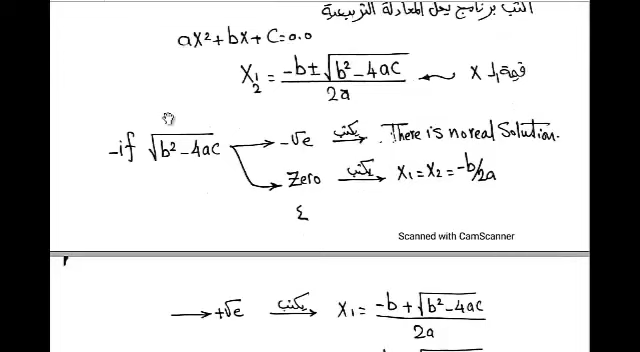 اكتب برنامج يحل المعادلة التربيعية
ax² + bx + C = 0.0
X½ = (-b ± √(b² - 4ac)) / 2a ← قيمة الـ X
-if √(b² - 4ac) → -Ve يكتب → . There is no real Solution.
→ Zero يكتب → X₁ = X₂ = -b/2a
٤
Scanned with CamScanner
→ +Ve يكتب → X₁ = (-b + √(b² - 4ac)) / 2a